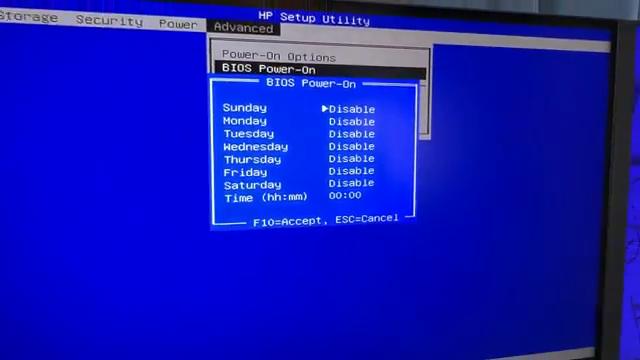 HP Setup Utility
Storage Security Power Advanced
Power-On Options
BIOS Power-On
BIOS Power-On
Sunday ▶Disable
Monday Disable
Tuesday Disable
Wednesday Disable
Thursday Disable
Friday Disable
Saturday Disable
Time (hh:mm) 00:00
F10=Accept, ESC=Cancel